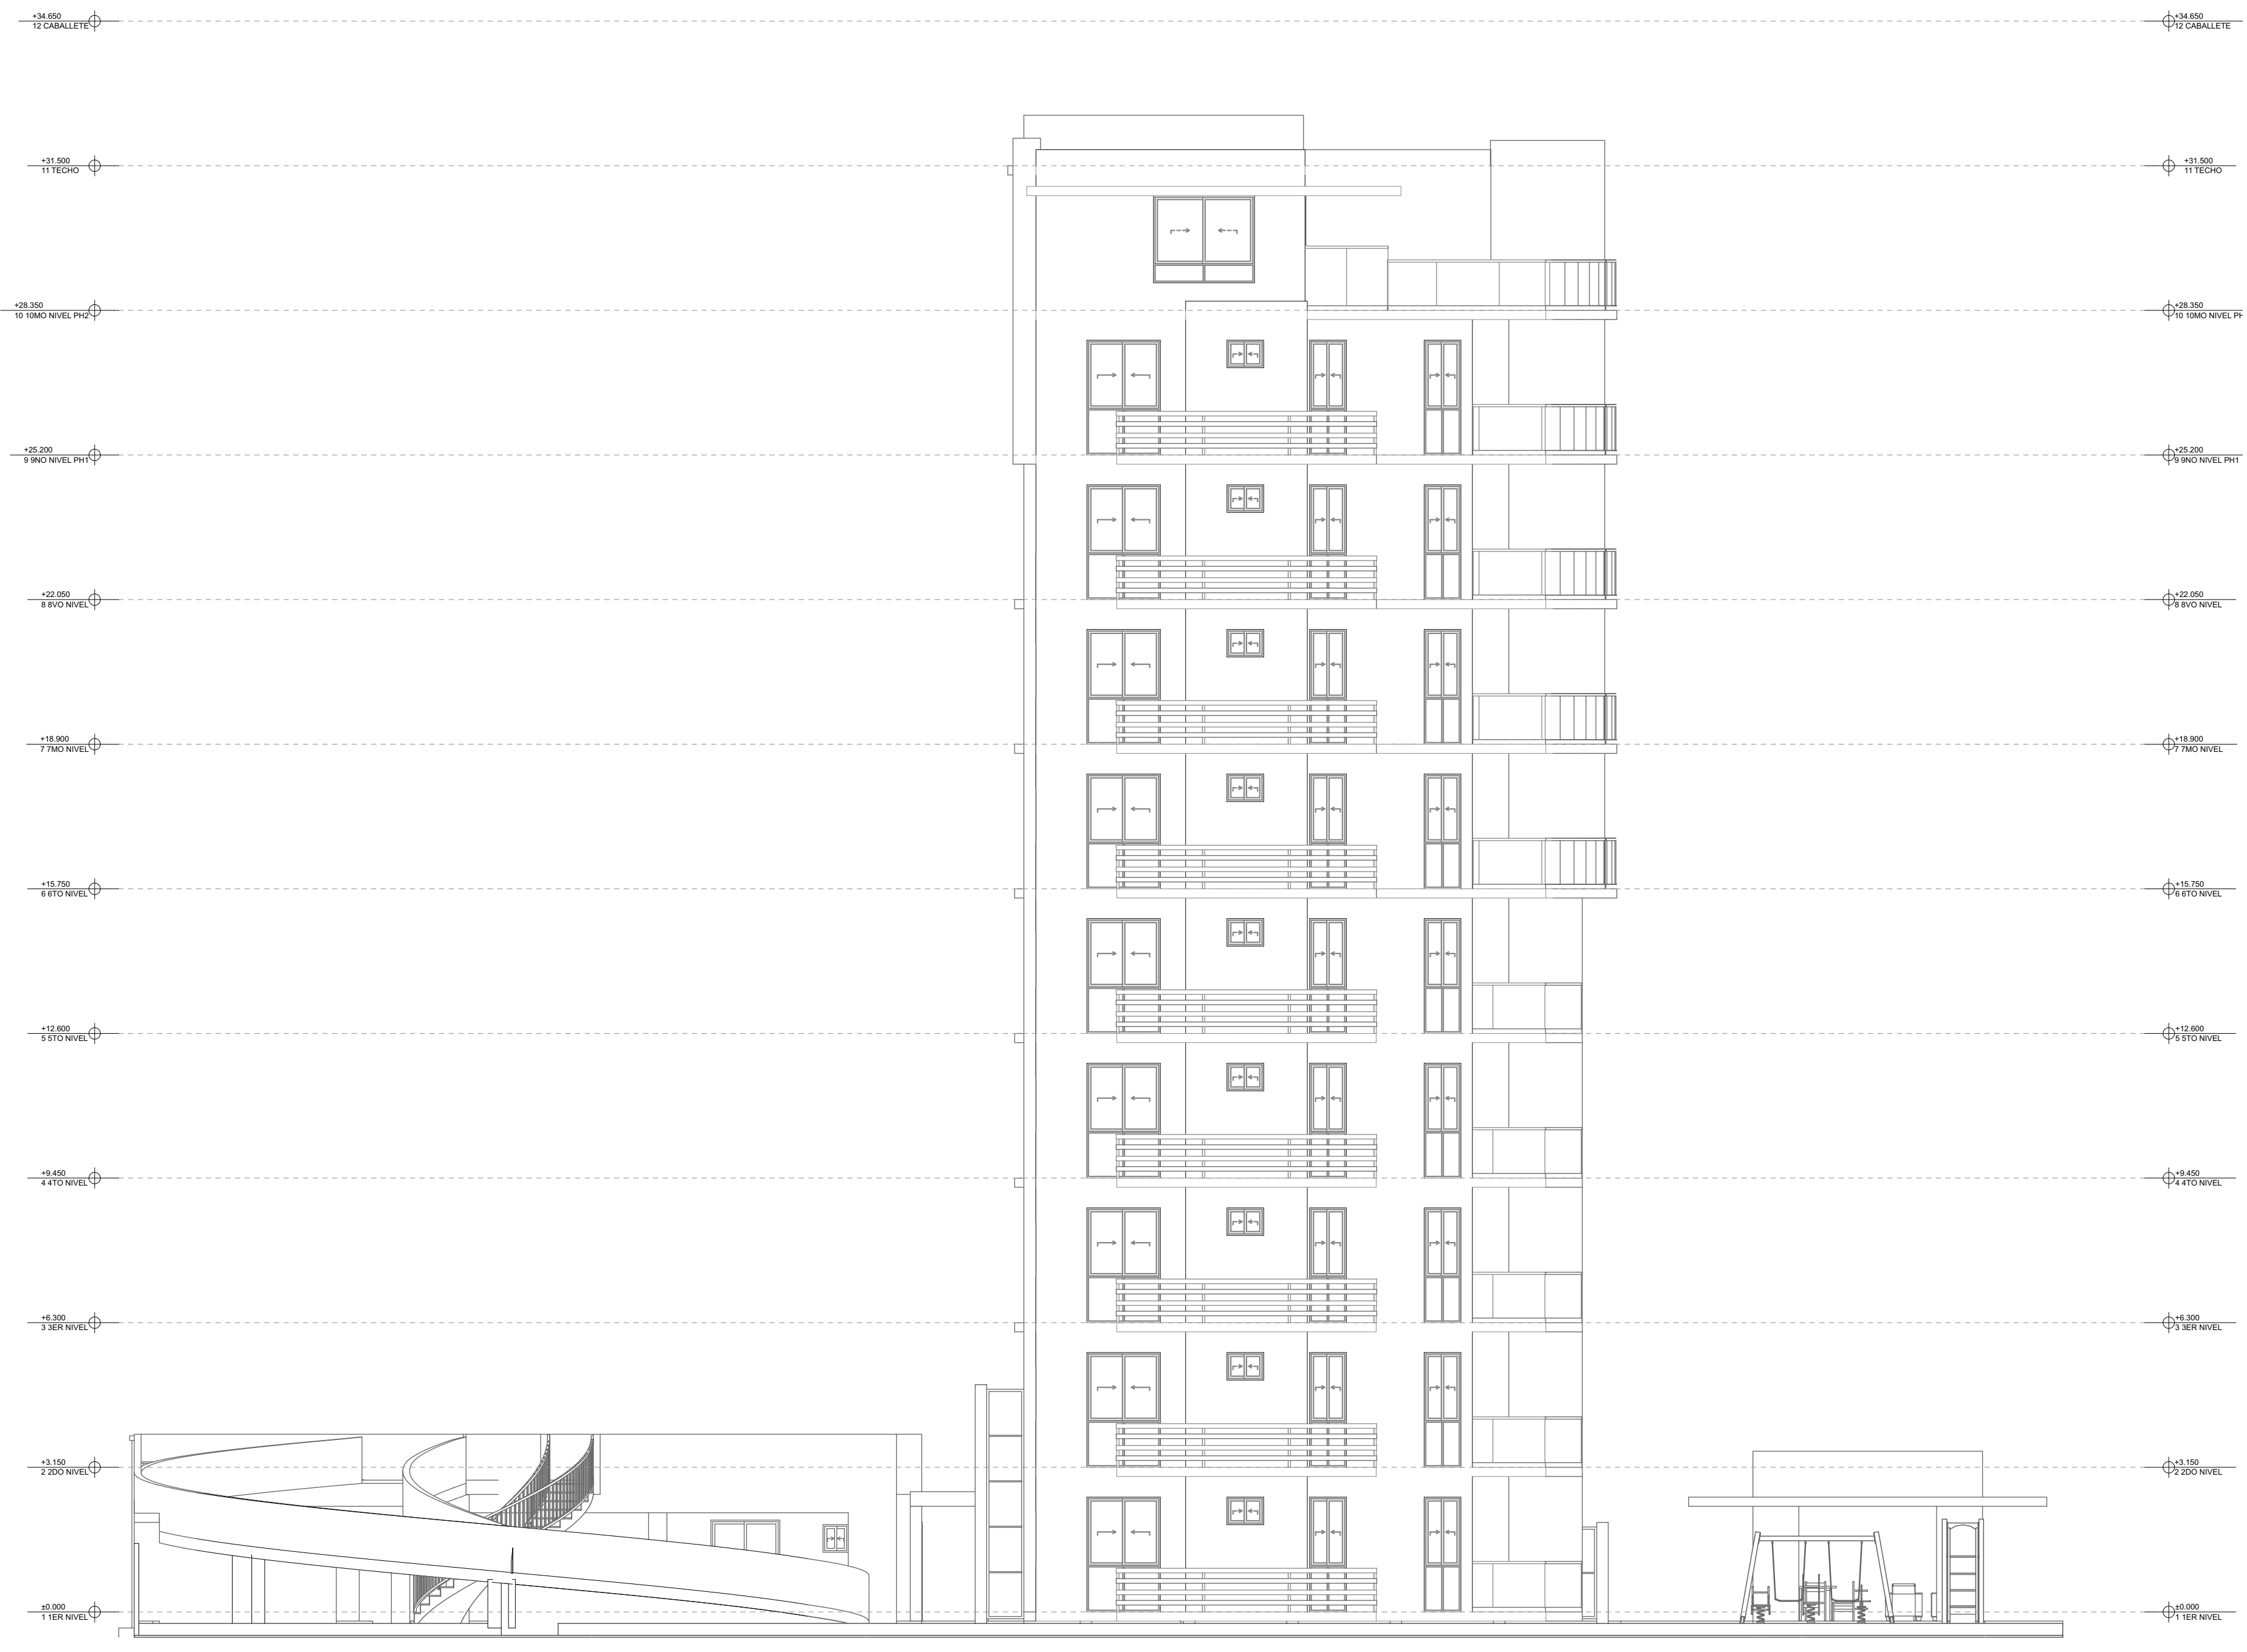 +34.650
12 CABALLETE
+34.650
12 CABALLETE
+31.500
11 TECHO
+31.500
11 TECHO
+28.350
10 10MO NIVEL PH2
+28.350
10 10MO NIVEL PH
+25.200
9 9NO NIVEL PH1
+25.200
9 9NO NIVEL PH1
+22.050
8 8VO NIVEL
+22.050
8 8VO NIVEL
+18.900
7 7MO NIVEL
+18.900
7 7MO NIVEL
+15.750
6 6TO NIVEL
+15.750
6 6TO NIVEL
+12.600
5 5TO NIVEL
+12.600
5 5TO NIVEL
+9.450
4 4TO NIVEL
+9.450
4 4TO NIVEL
+6.300
3 3ER NIVEL
+6.300
3 3ER NIVEL
+3.150
2 2DO NIVEL
+3.150
2 2DO NIVEL
±0.000
1 1ER NIVEL
±0.000
1 1ER NIVEL